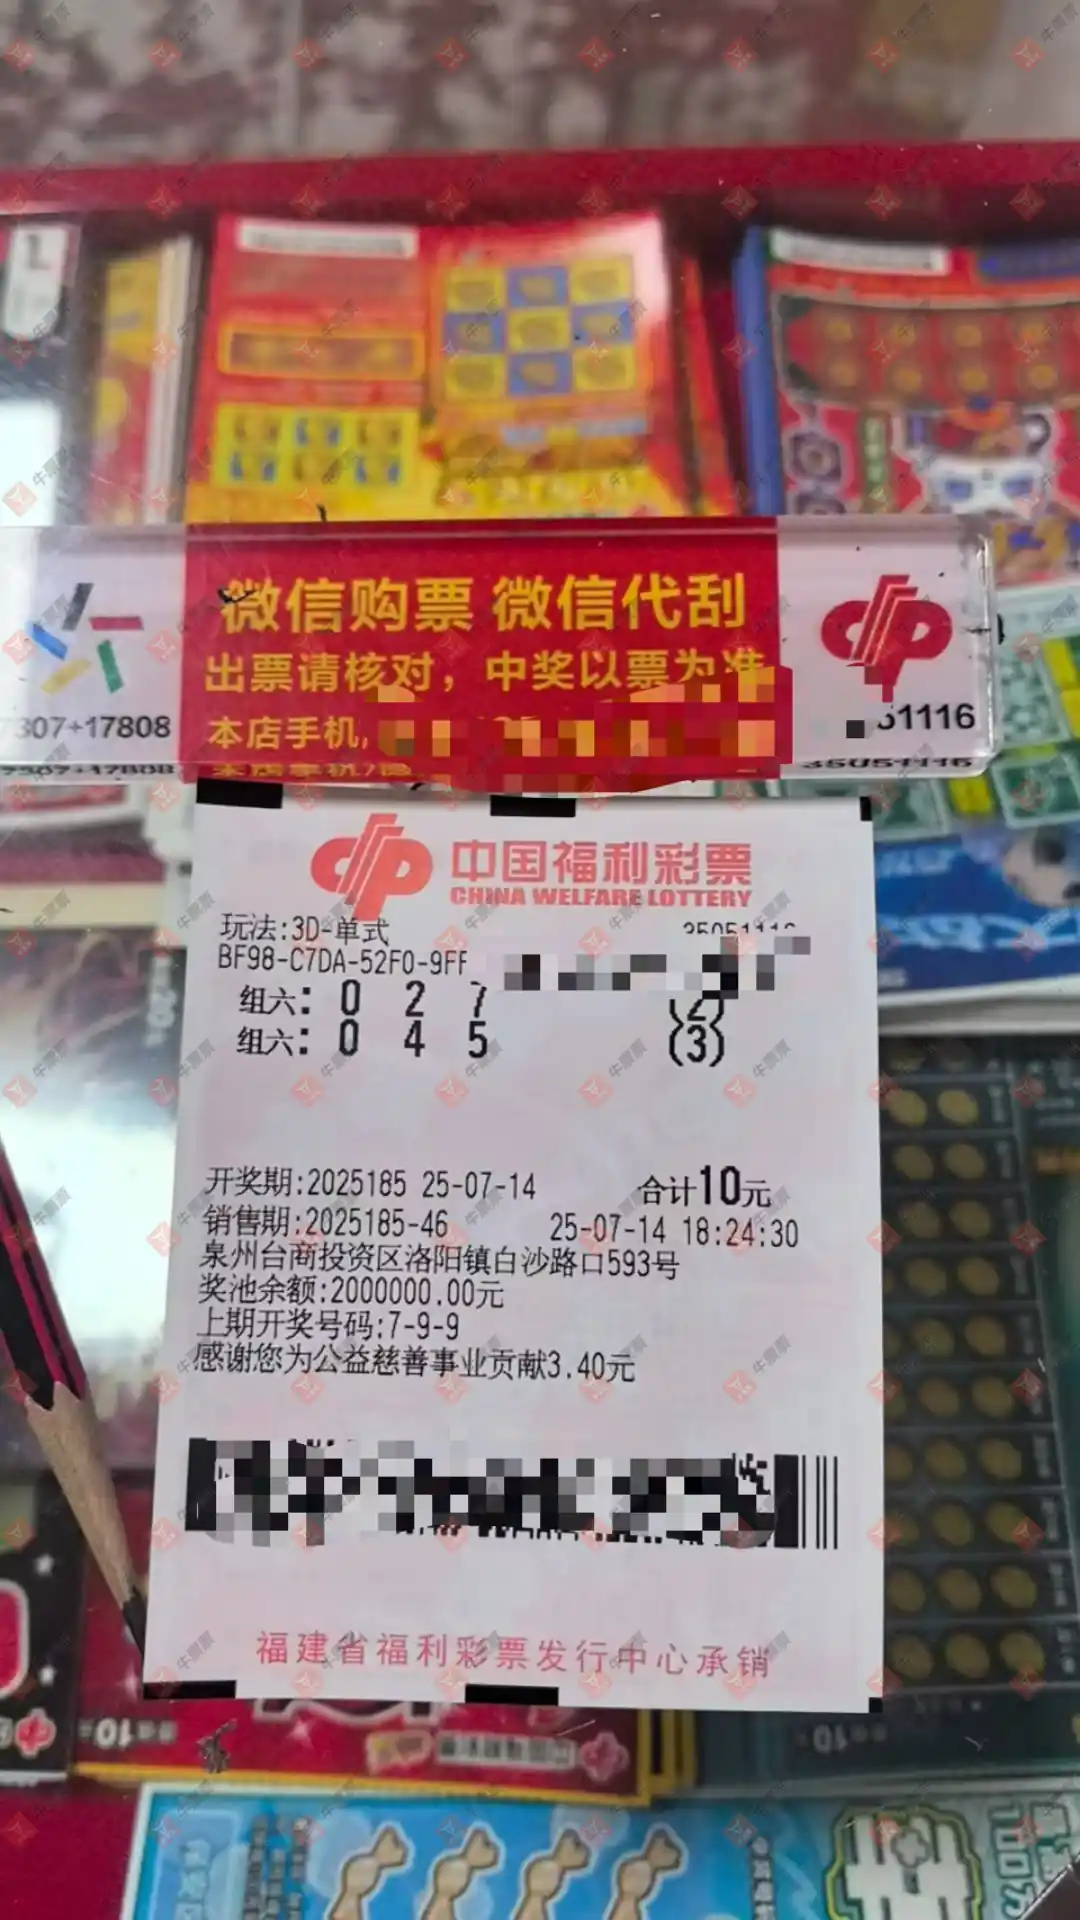 微信购票 微信代刮
出票请核对，中奖以票为准
本店手机
7307+17808
51116
35051116
中国福利彩票
CHINA WELFARE LOTTERY
玩法:3D-单式
BF98-C7DA-52F0-9FF
组六: 0 2 7 (2)
组六: 0 4 5 (3)
开奖期:2025185 25-07-14 合计10元
销售期:2025185-46 25-07-14 18:24:30
泉州台商投资区洛阳镇白沙路口593号
奖池余额:2000000.00元
上期开奖号码:7-9-9
感谢您为公益慈善事业贡献3.40元
福建省福利彩票发行中心承销
牛票票